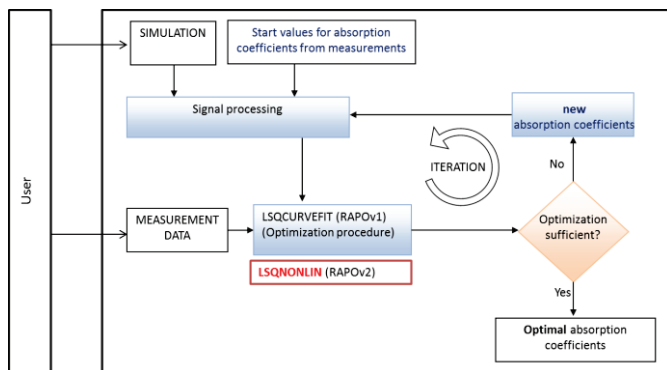 User
SIMULATION
Start values for absorption
coefficients from measurements
Signal processing
new
absorption coefficients
ITERATION
No
MEASUREMENT
DATA
LSQCURVEFIT (RAPOv1)
(Optimization procedure)
LSQNONLIN (RAPOv2)
Optimization
sufficient?
Yes
Optimal absorption
coefficients